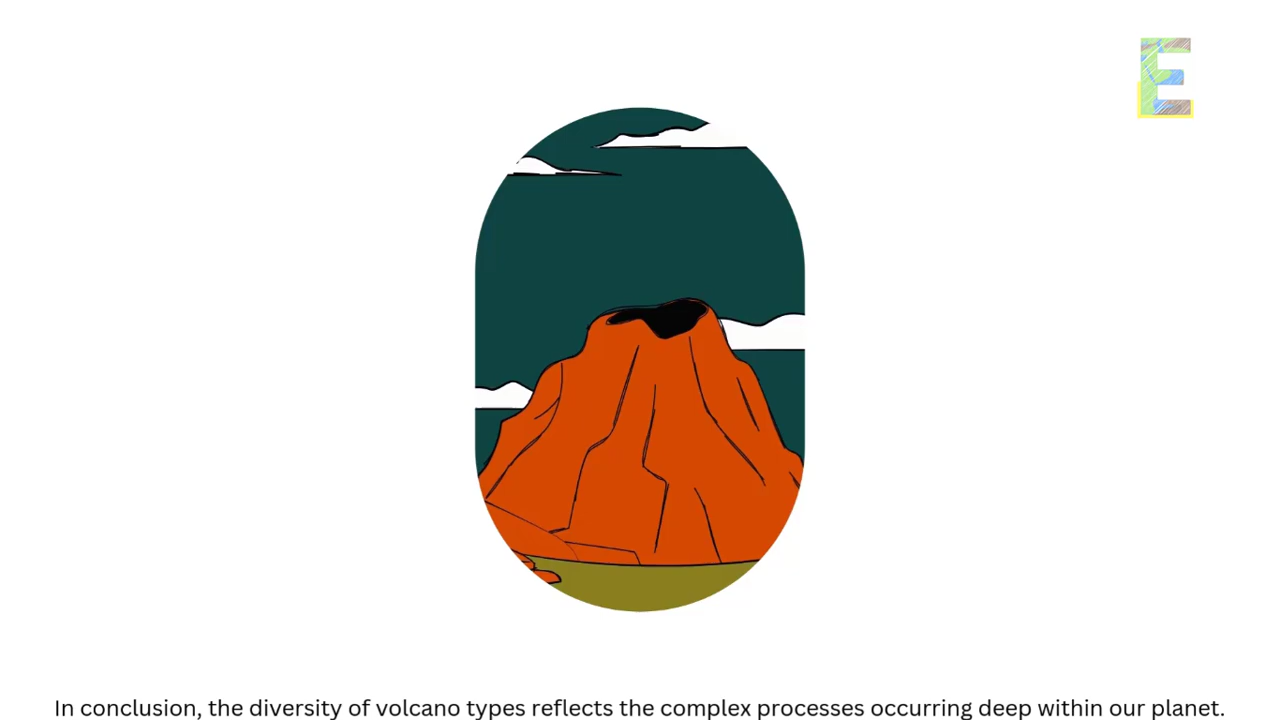 E
In conclusion, the diversity of volcano types reflects the complex processes occurring deep within our planet.